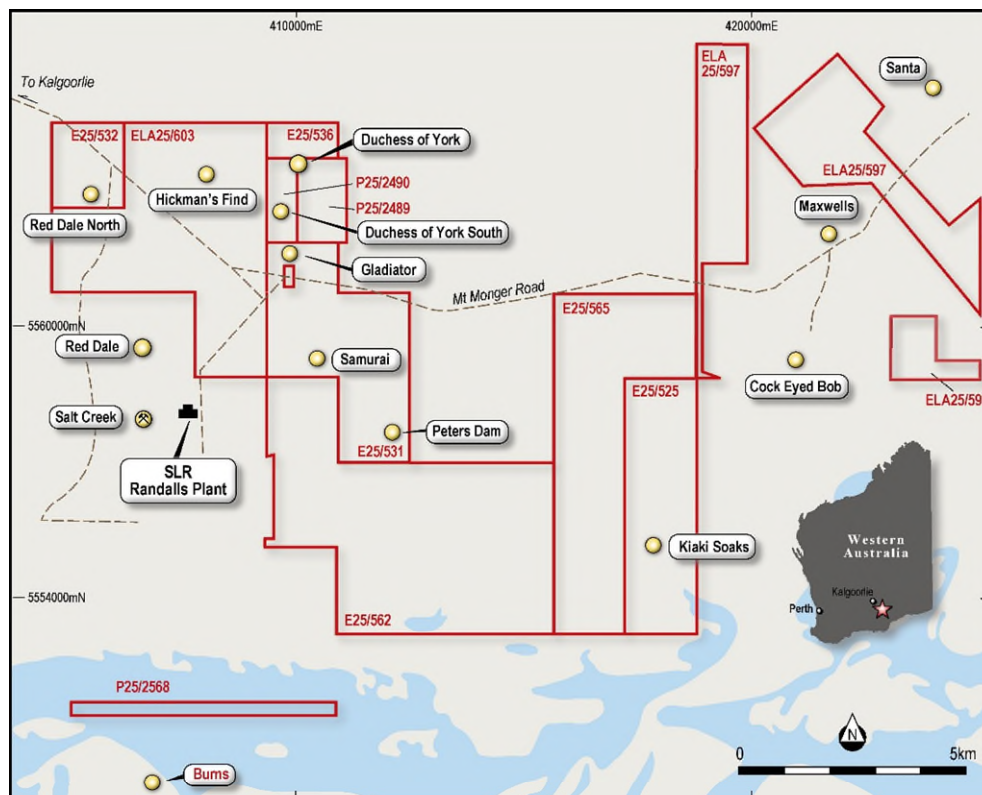 410000mE
420000mE
To Kalgoorlie
ELA
25/597
Santa
E25/532
ELA25/603
E25/536
Duchess of York
Hickman's Find
P25/2490
P25/2489
ELA25/597
Red Dale North
Duchess of York South
Maxwells
Gladiator
Mt Monger Road
E25/565
5560000mN
Red Dale
Samurai
Cock Eyed Bob
E25/525
ELA25/59
Salt Creek
Peters Dam
E25/531
SLR
Randalls Plant
Kiaki Soaks
Western
Australia
Kalgoorlie
Perth
5554000mN
E25/562
P25/2568
N
0
5km
Bums